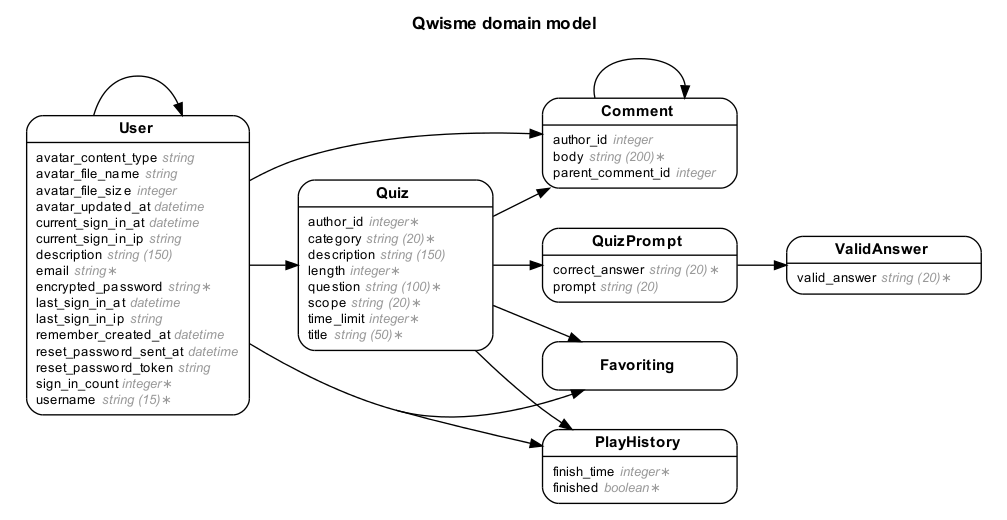 Qwisme domain model
User
avatar_content_type string
avatar_file_name string
avatar_file_size integer
avatar_updated_at datetime
current_sign_in_at datetime
current_sign_in_ip string
description string (150)
email string∗
encrypted_password string∗
last_sign_in_at datetime
last_sign_in_ip string
remember_created_at datetime
reset_password_sent_at datetime
reset_password_token string
sign_in_count integer∗
username string (15)∗
Quiz
author_id integer∗
category string (20)∗
description string (150)
length integer∗
question string (100)∗
scope string (20)∗
time_limit integer∗
title string (50)∗
Comment
author_id integer
body string (200)∗
parent_comment_id integer
QuizPrompt
correct_answer string (20)∗
prompt string (20)
ValidAnswer
valid_answer string (20)∗
Favoriting
PlayHistory
finish_time integer∗
finished boolean∗